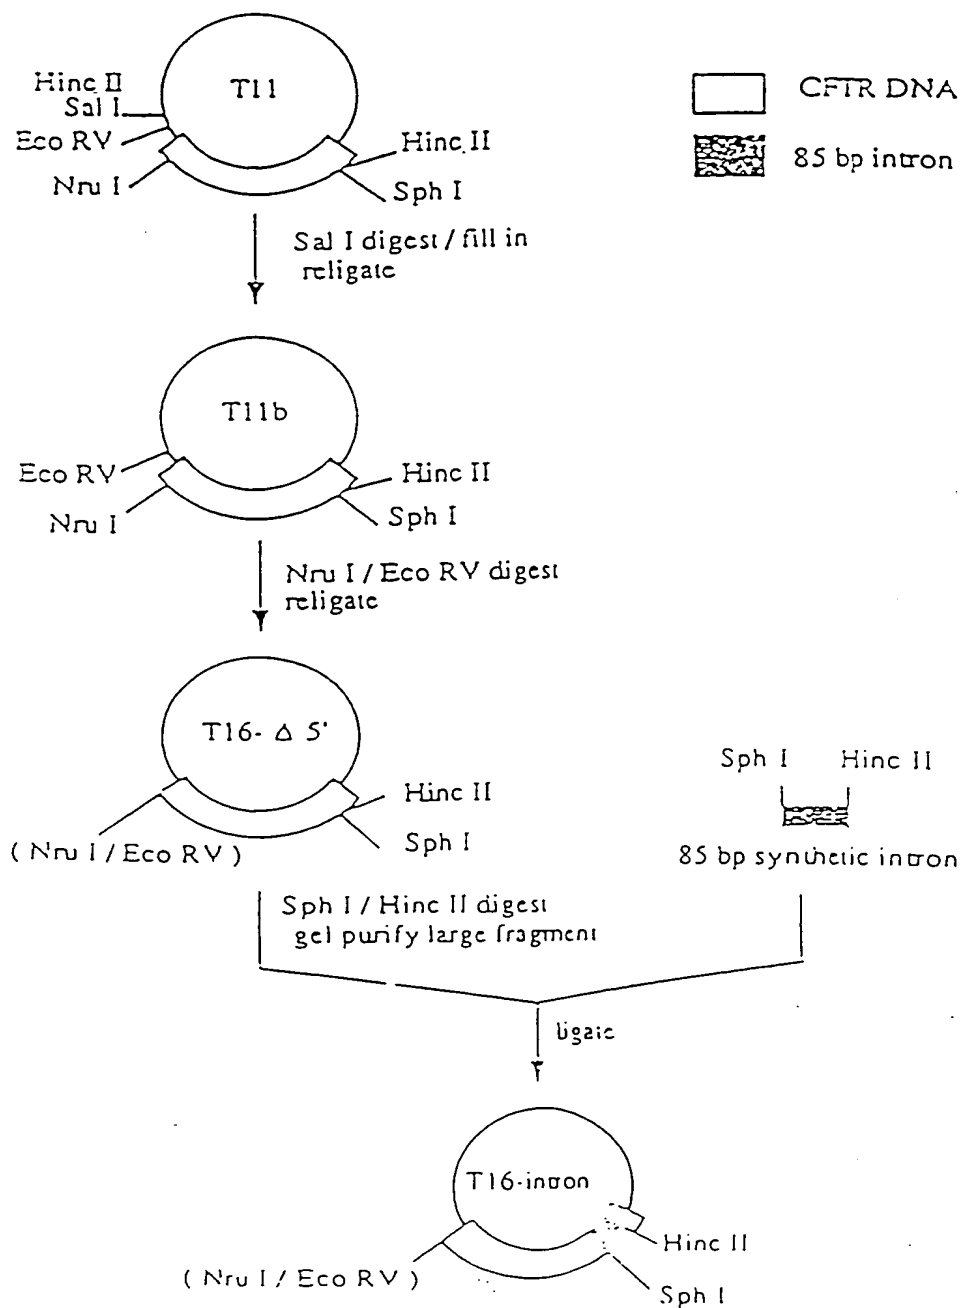 T11
Hinc II
Sal I
Eco RV
Nru I
Hinc II
Sph I
CFTR DNA
85 bp intron
Sal I digest / fill in
religate
T11b
Eco RV
Nru I
Hinc II
Sph I
Nru I / Eco RV digest
religate
T16- Δ 5'
Hinc II
Sph I
( Nru I / Eco RV )
Sph I Hinc II
85 bp synthetic intron
Sph I / Hinc II digest
gel purify large fragment
ligate
T16-intron
Hinc II
Sph I
( Nru I / Eco RV )